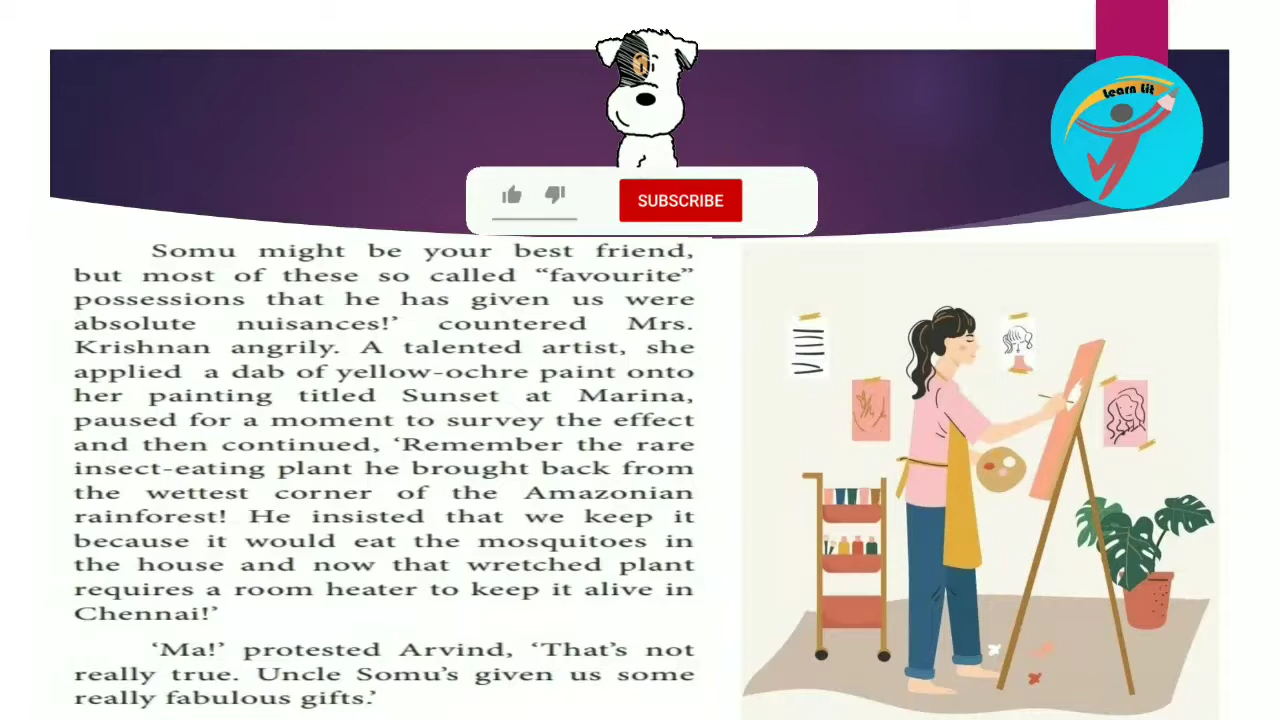 Learn Lit
SUBSCRIBE
Somu might be your best friend,
but most of these so called “favourite”
possessions that he has given us were
absolute nuisances!’ countered Mrs.
Krishnan angrily. A talented artist, she
applied a dab of yellow-ochre paint onto
her painting titled Sunset at Marina,
paused for a moment to survey the effect
and then continued, ‘Remember the rare
insect-eating plant he brought back from
the wettest corner of the Amazonian
rainforest! He insisted that we keep it
because it would eat the mosquitoes in
the house and now that wretched plant
requires a room heater to keep it alive in
Chennai!’
‘Ma!’ protested Arvind, ‘That’s not
really true. Uncle Somu’s given us some
really fabulous gifts.’